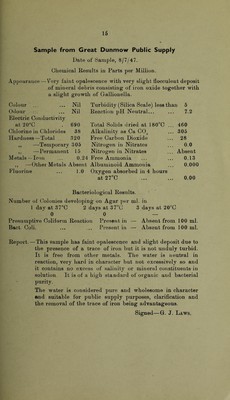 15
Sample from Great Dunmow Public Supply
Date of Sample, 9/7/47.
Chemical Results in Parts per Million.
Appearance—Very faint opalescence with very slight flocculent deposit
of mineral debris consisting of iron oxide together with
a slight growth of Gallionella.
Colour ... Nil Turbidity (Silica Scale) less than 5
Odour ... Nil Reaction pH Neutral... ... 7.2
Electric Conductivity
at 20°C 690 Total Solids dried at 180°C ... 460
Chlorine in Chlorides 38 Alkalinity as Ca CO3 ... 305
Hardness—Total 320 Free Carbon Dioxide ... 28
„ —Temporary 305 Nitrogen in Nitrates ... 0.0
„ —Permanent 15 Nitrogen in Nitrates ... Absent
Metals—Iron 0.24 Free Ammonia ... ... 0.13
„ —Other Metals Absent Albumanoid Ammonia ... 0.000
Fluorine ... 1.0 Oxygen absorbed in 4 hours
at 27°C ... 0.00
Bacteriological Results.
Number of Colonies developing on Agar per ml. in
1 day at 37°C 2 days at 37°C 3 days at 20°C
0 0 —
Presumptive Coliform Reaction Present in — Absent from 100 ml.
Bact Coli. ... ... Present in — Absent from 100 ml.
Report—This sample has faint opalescence and slight deposit due to
the presence of a trace of iron but it is not unduly turbid.
It is free from other metals. The water is neutral in
reaction, very hard in character but not excessively so and
it contains no excess of salinity or mineral constituents in
solution It is of a high standard of organic and bacterial
purity.
The water is considered pure and wholesome in character
and suitable for public supply purposes, clarification and
the removal of the trace of iron being advantageous.
Signed—G. J. Laws.